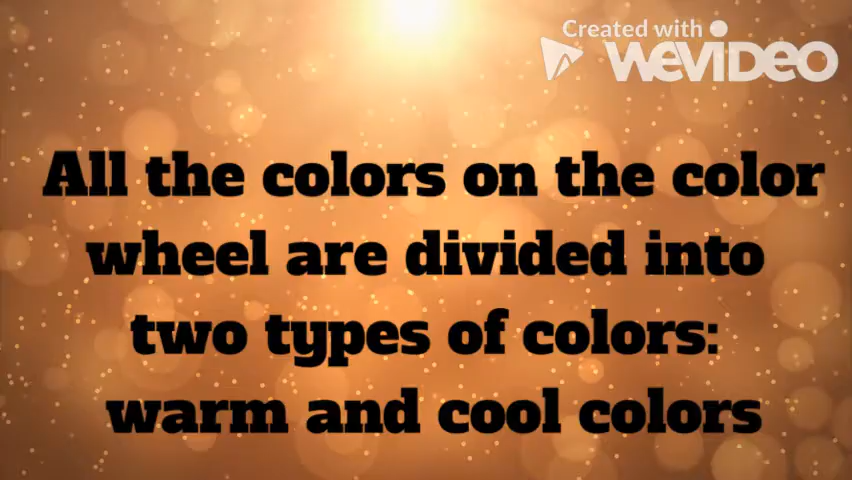 Created with
WEVIDEO
All the colors on the color
wheel are divided into
two types of colors:
warm and cool colors